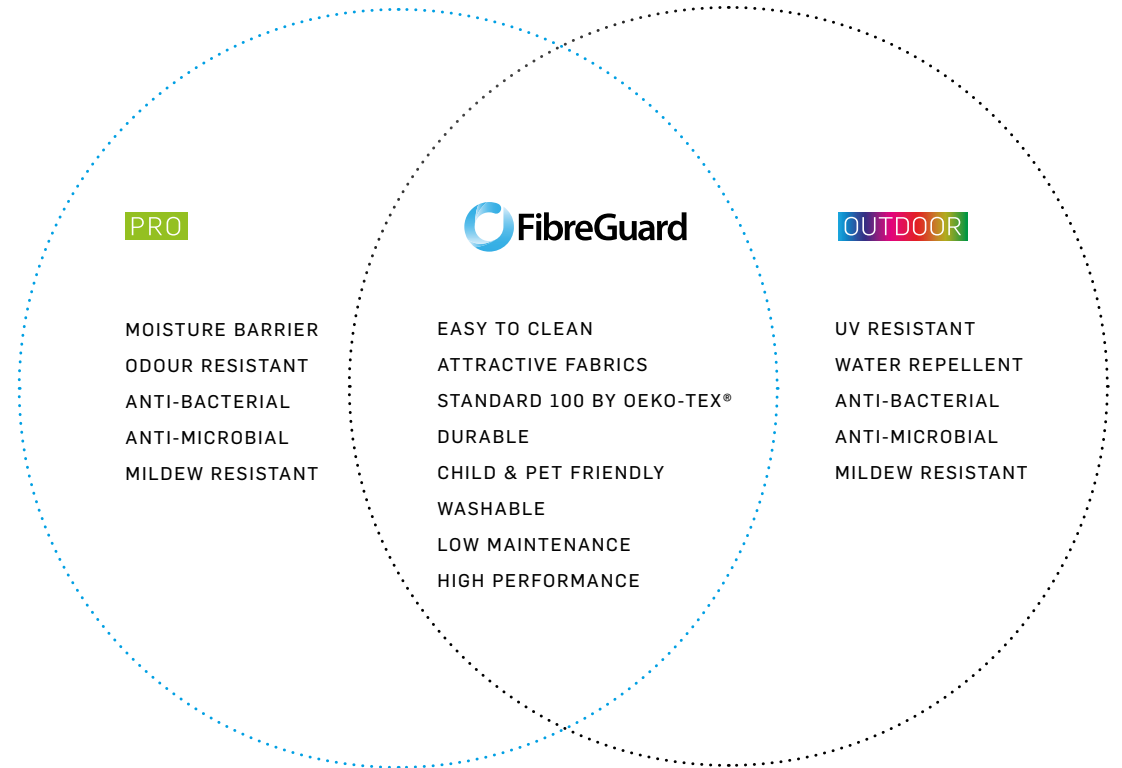 PRO
MOISTURE BARRIER
ODOUR RESISTANT
ANTI-BACTERIAL
ANTI-MICROBIAL
MILDEW RESISTANT
FibreGuard
EASY TO CLEAN
ATTRACTIVE FABRICS
STANDARD 100 BY OEKO-TEX®
DURABLE
CHILD & PET FRIENDLY
WASHABLE
LOW MAINTENANCE
HIGH PERFORMANCE
OUTDOOR
UV RESISTANT
WATER REPELLENT
ANTI-BACTERIAL
ANTI-MICROBIAL
MILDEW RESISTANT